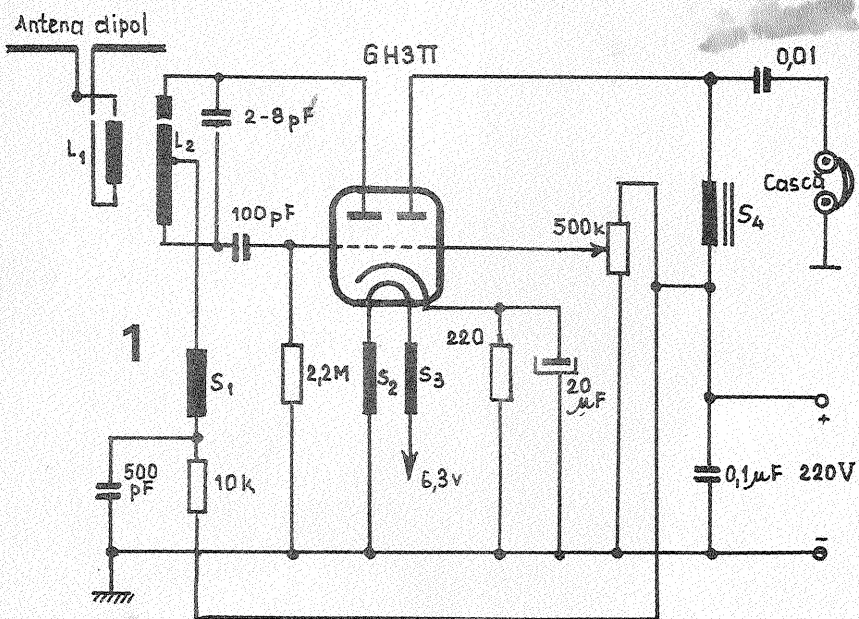 Antena dipol
6H3П
0,01
L1
L2
2-8pF
100pF
500k
Cască
S4
1
S1
2,2M
S2
S3
220
20
μF
+
500
pF
10k
6,3v
0,1μF 220V
-